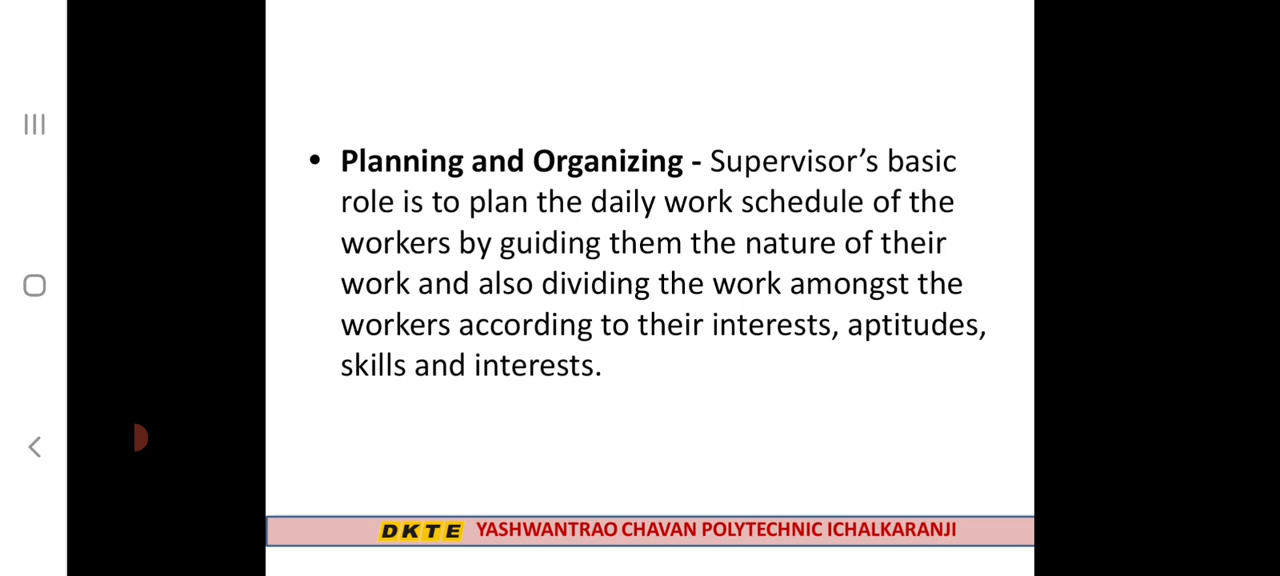 • Planning and Organizing - Supervisor’s basic
role is to plan the daily work schedule of the
workers by guiding them the nature of their
work and also dividing the work amongst the
workers according to their interests, aptitudes,
skills and interests.
DKTE YASHWANTRAO CHAVAN POLYTECHNIC ICHALKARANJI